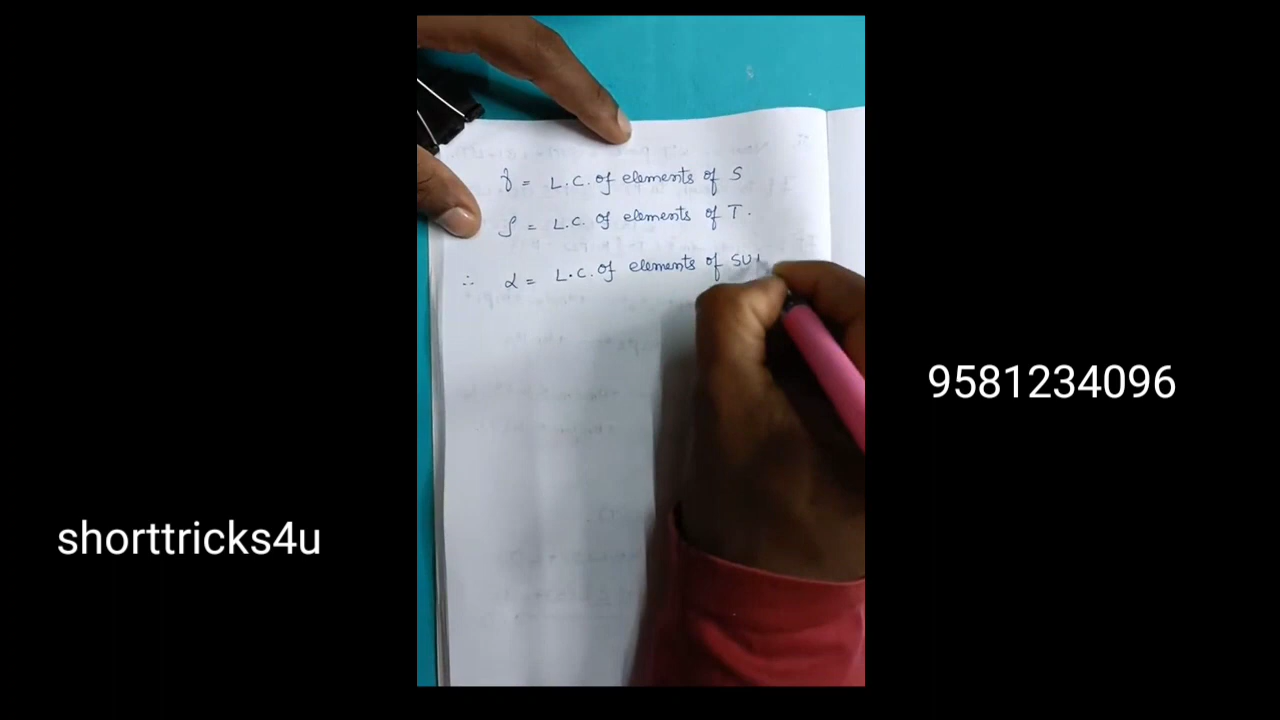 γ = L.C. of elements of S
ρ = L.C. of elements of T.
∴ α = L.C. of elements of SU
9581234096
shorttricks4u